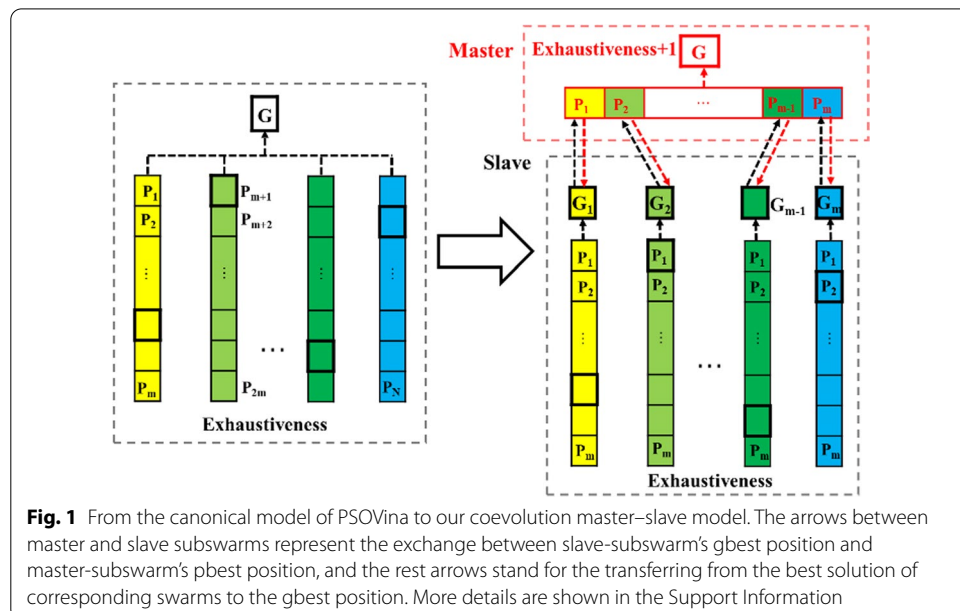 Master
Exhaustiveness+1
G
P1 P2 ... Pm-1 Pm
Slave
G1 G2 Gm-1 Gm
P1 P1 P1 P1
P2 P2 P2 P2
⋮ ⋮ ⋮ ⋮
...
Pm Pm Pm Pm
Exhaustiveness
G
P1 Pm+1
P2 Pm+2
⋮ ⋮ ⋮ ⋮
...
Pm P2m PN
Exhaustiveness
Fig. 1 From the canonical model of PSOVina to our coevolution master–slave model. The arrows between
master and slave subswarms represent the exchange between slave-subswarm's gbest position and
master-subswarm's pbest position, and the rest arrows stand for the transferring from the best solution of
corresponding swarms to the gbest position. More details are shown in the Support Information